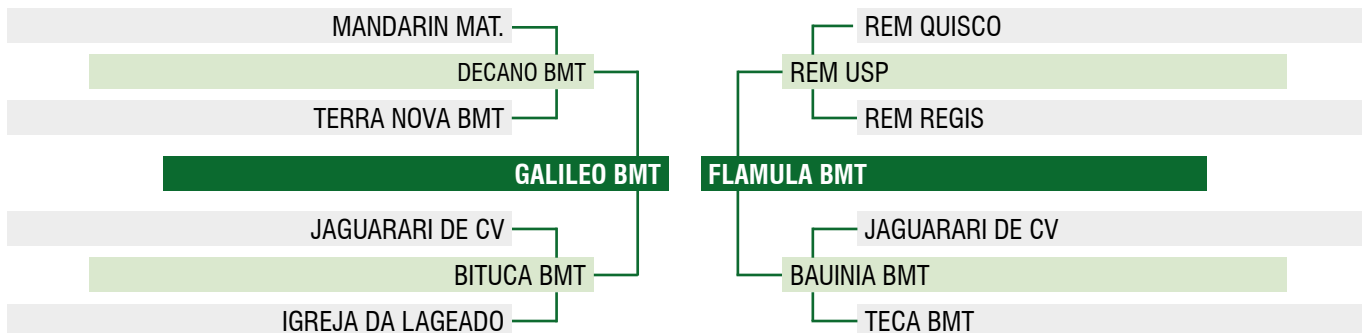 MANDARIN MAT.
DECANO BMT
TERRA NOVA BMT
GALILEO BMT
JAGUARARI DE CV
BITUCA BMT
IGREJA DA LAGEADO
REM QUISCO
REM USP
REM REGIS
FLAMULA BMT
JAGUARARI DE CV
BAUINIA BMT
TECA BMT